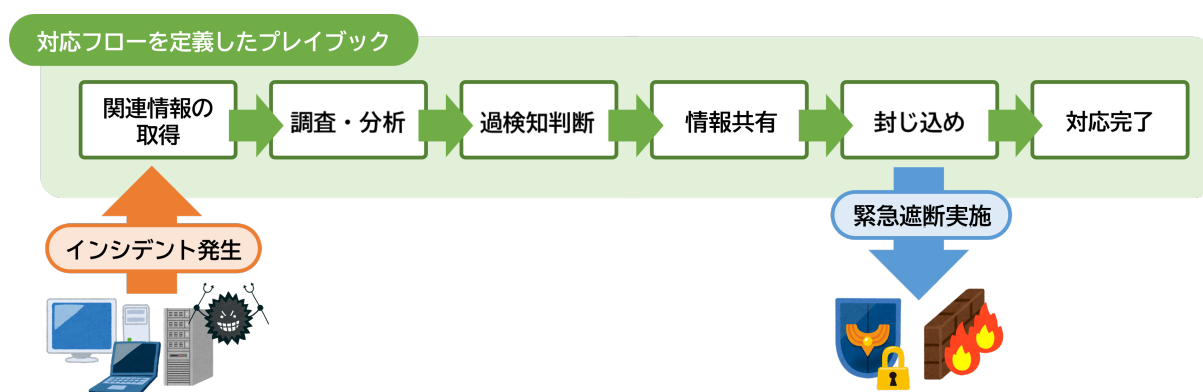 対応フローを定義したプレイブック
関連情報の
取得
調査・分析
過検知判断
情報共有
封じ込め
対応完了
インシデント発生
緊急遮断実施